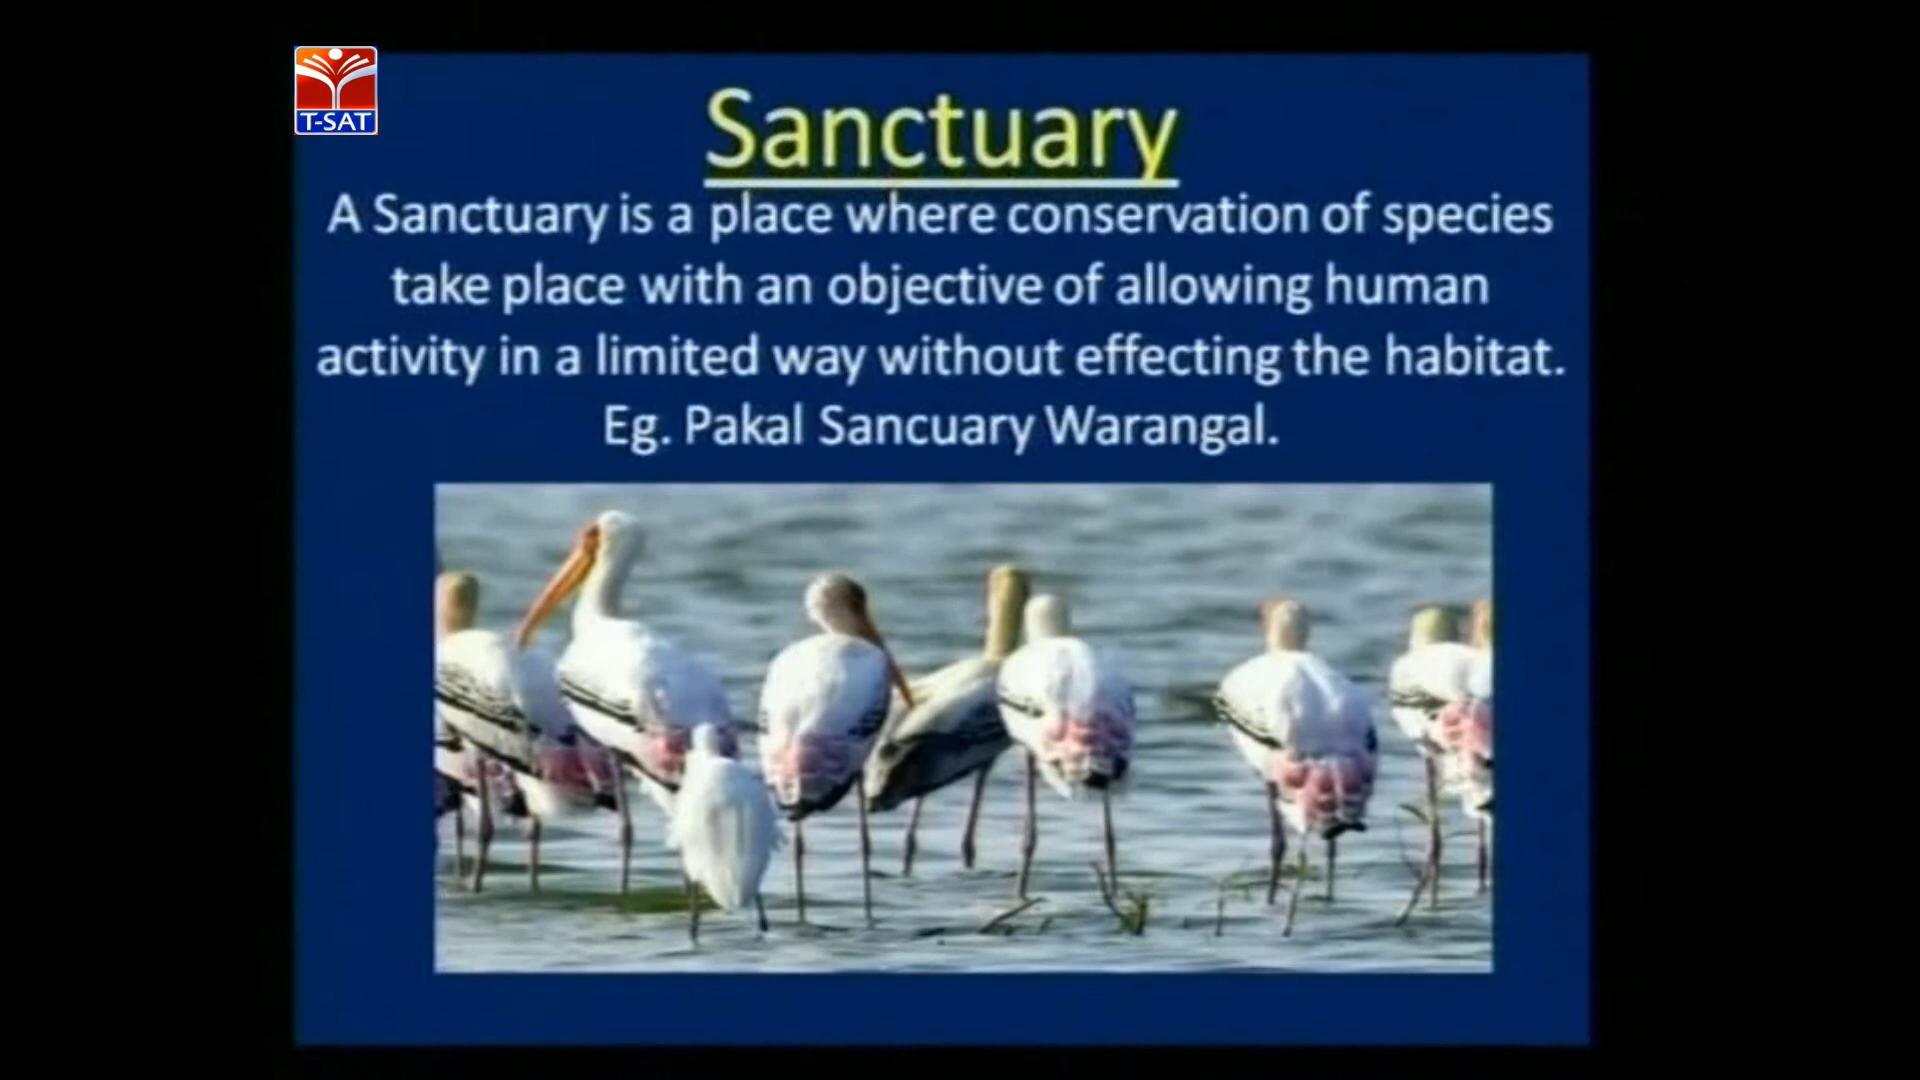 T-SAT
Sanctuary
A Sanctuary is a place where conservation of species
take place with an objective of allowing human
activity in a limited way without effecting the habitat.
Eg. Pakal Sancuary Warangal.